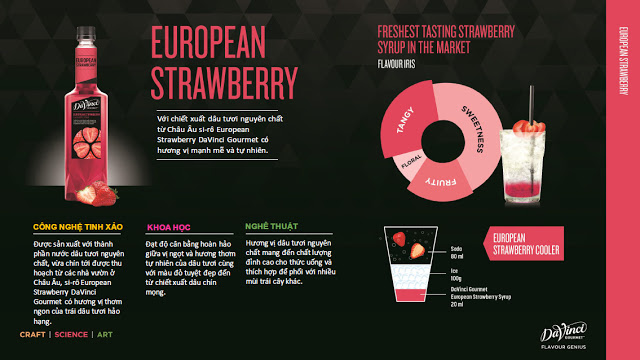 EUROPEAN
STRAWBERRY
Với chiết xuất dâu tươi nguyên chất
từ Châu Âu si-rô European
Strawberry DaVinci Gourmet có
hương vị mạnh mẽ và tự nhiên.
EUROPEAN
STRAWBERRY
DaVinci
GOURMET
FRESHEST TASTING STRAWBERRY
SYRUP IN THE MARKET
FLAVOUR IRIS
TANGY
SWEETNESS
FLORAL
FRUITY
EUROPEAN STRAWBERRY
CÔNG NGHỆ TINH XẢO
Được sản xuất với thành
phần nước dâu tươi nguyên
chất, vừa chín tới được thu
hoạch từ các nhà vườn ở
Châu Âu, si-rô European
Strawberry DaVinci
Gourmet có hương vị thơm
ngon của trái dâu tươi hảo
hạng.
KHOA HỌC
Đạt độ cân bằng hoàn hảo
giữa vị ngọt và hương thơm
tự nhiên của dâu tươi cùng
với màu đỏ tuyệt đẹp đến
từ chiết xuất dâu chín
mọng.
NGHỆ THUẬT
Hương vị dâu tươi nguyên
chất mang đến chất lượng
đỉnh cao cho thức uống và
thích hợp để phối với nhiều
mùi trái cây khác.
EUROPEAN
STRAWBERRY COOLER
Soda
80 ml
Ice
100g
DaVinci Gourmet
European Strawberry Syrup
20 ml
CRAFT | SCIENCE | ART
DaVinci
GOURMET
FLAVOUR GENIUS